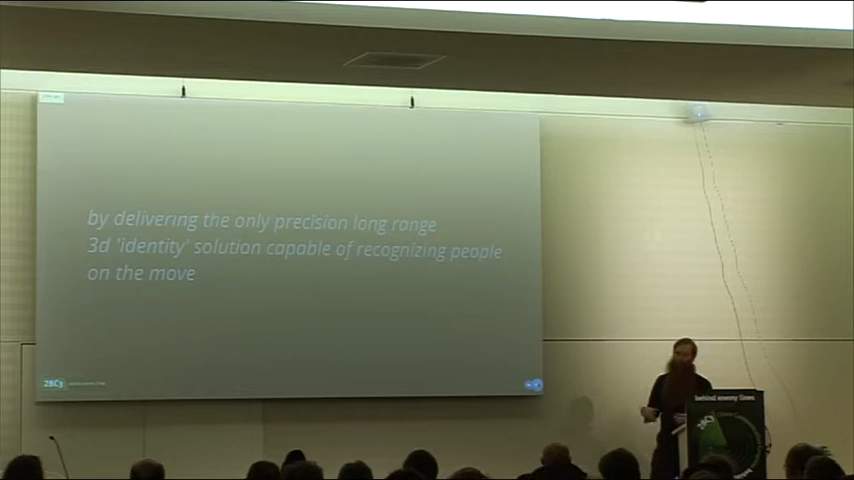 by delivering the only precision long range
3d 'identity' solution capable of recognizing people
on the move
28C3
behind enemy lines